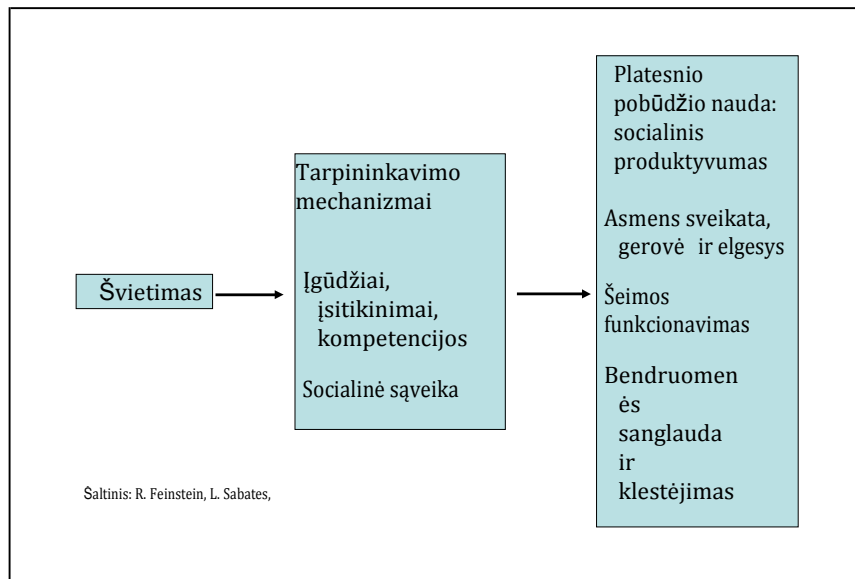 Švietimas
Tarpininkavimo
mechanizmai
Įgūdžiai,
įsitikinimai,
kompetencijos
Socialinė sąveika
Platesnio
pobūdžio nauda:
socialinis
produktyvumas
Asmens sveikata,
gerovė ir elgesys
Šeimos
funkcionavimas
Bendruomen
ės
sanglauda
ir
klestėjimas
Šaltinis: R. Feinstein, L. Sabates,